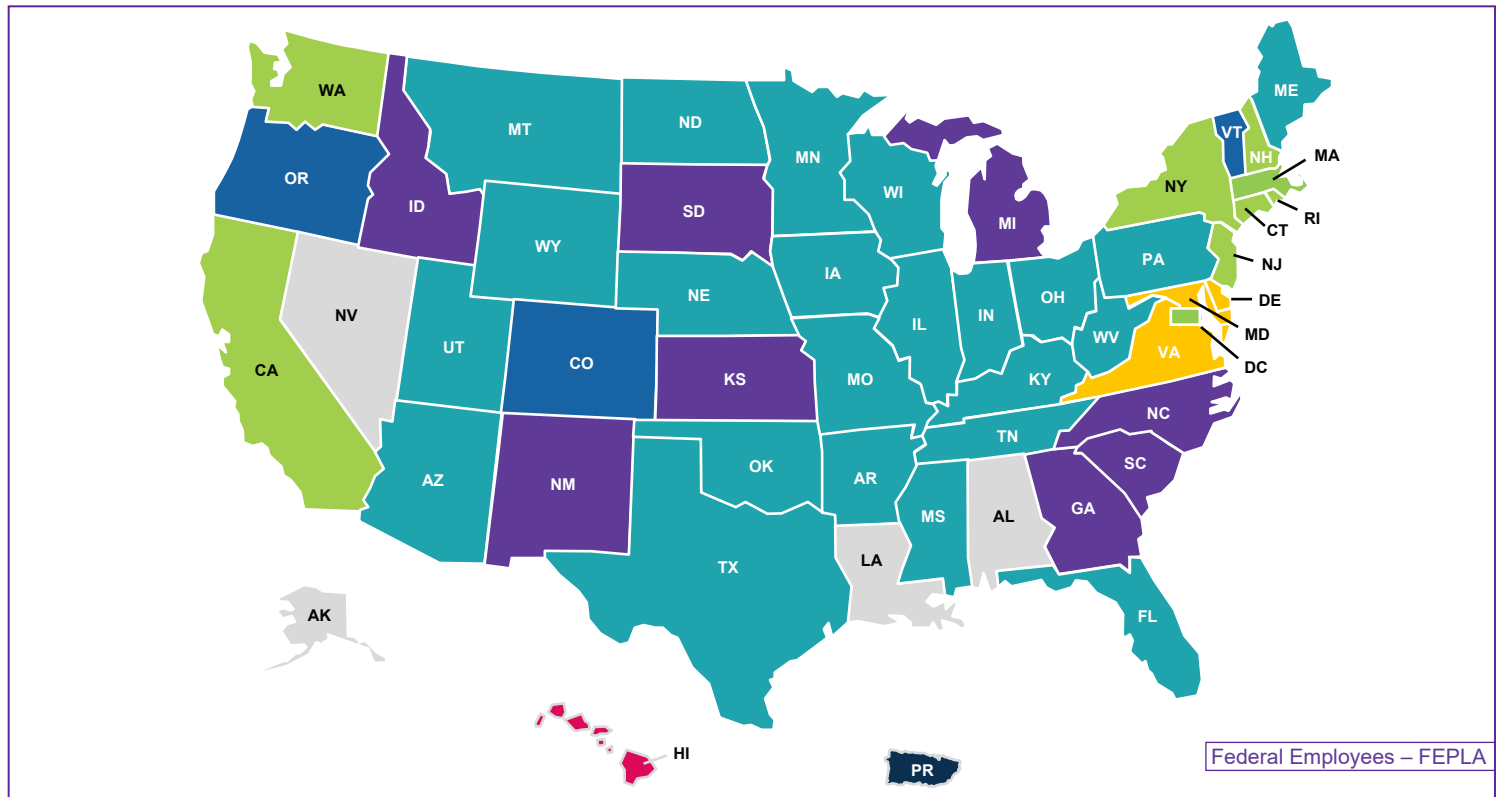 ME
WA
MT
ND
MN
VT
NH
MA
OR
WI
NY
ID
SD
MI
RI
CT
WY
PA
NJ
IA
NE
OH
DE
NV
IL
IN
MD
UT
WV
VA
DC
CA
CO
KS
MO
KY
NC
TN
OK
SC
AZ
NM
AR
GA
MS
AL
TX
LA
AK
FL
HI
PR
Federal Employees – FEPLA